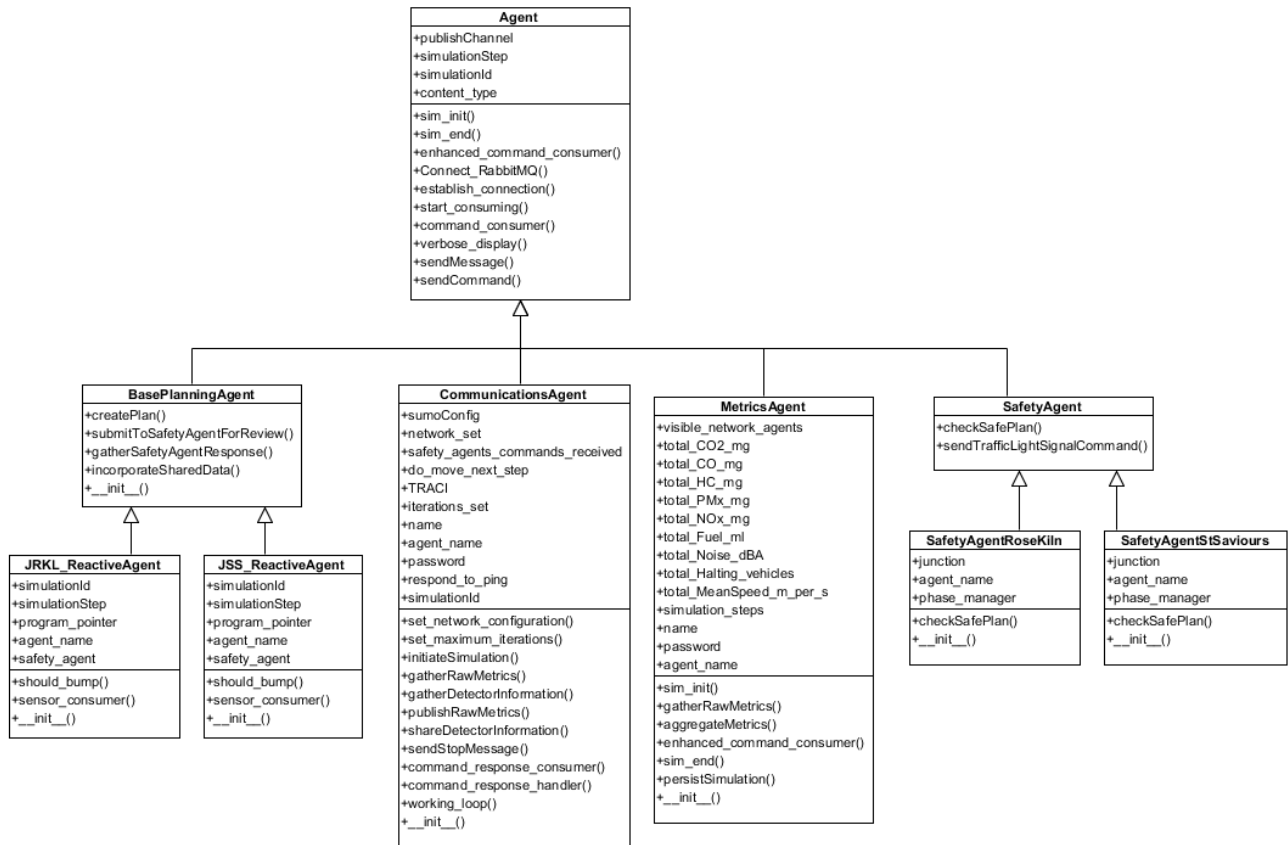 Agent
+publishChannel
+simulationStep
+simulationId
+content_type
+sim_init()
+sim_end()
+enhanced_command_consumer()
+Connect_RabbitMQ()
+establish_connection()
+start_consuming()
+command_consumer()
+verbose_display()
+sendMessage()
+sendCommand()
BasePlanningAgent
+createPlan()
+submitToSafetyAgentForReview()
+gatherSafetyAgentResponse()
+incorporateSharedData()
+__init__()
JRKL_ReactiveAgent
+simulationId
+simulationStep
+program_pointer
+agent_name
+safety_agent
+should_bump()
+sensor_consumer()
+__init__()
JSS_ReactiveAgent
+simulationId
+simulationStep
+program_pointer
+agent_name
+safety_agent
+should_bump()
+sensor_consumer()
+__init__()
CommunicationsAgent
+sumoConfig
+network_set
+safety_agents_commands_received
+do_move_next_step
+TRACI
+iterations_set
+name
+agent_name
+password
+respond_to_ping
+simulationId
+set_network_configuration()
+set_maximum_iterations()
+initiateSimulation()
+gatherRawMetrics()
+gatherDetectorInformation()
+publishRawMetrics()
+shareDetectorInformation()
+sendStopMessage()
+command_response_consumer()
+command_response_handler()
+working_loop()
+__init__()
MetricsAgent
+visible_network_agents
+total_CO2_mg
+total_CO_mg
+total_HC_mg
+total_PMx_mg
+total_NOx_mg
+total_Fuel_ml
+total_Noise_dBA
+total_Halting_vehicles
+total_MeanSpeed_m_per_s
+simulation_steps
+name
+password
+agent_name
+sim_init()
+gatherRawMetrics()
+aggregateMetrics()
+enhanced_command_consumer()
+sim_end()
+persistSimulation()
+__init__()
SafetyAgent
+checkSafePlan()
+sendTrafficLightSignalCommand()
SafetyAgentRoseKiln
+junction
+agent_name
+phase_manager
+checkSafePlan()
+__init__()
SafetyAgentStSaviours
+junction
+agent_name
+phase_manager
+checkSafePlan()
+__init__()